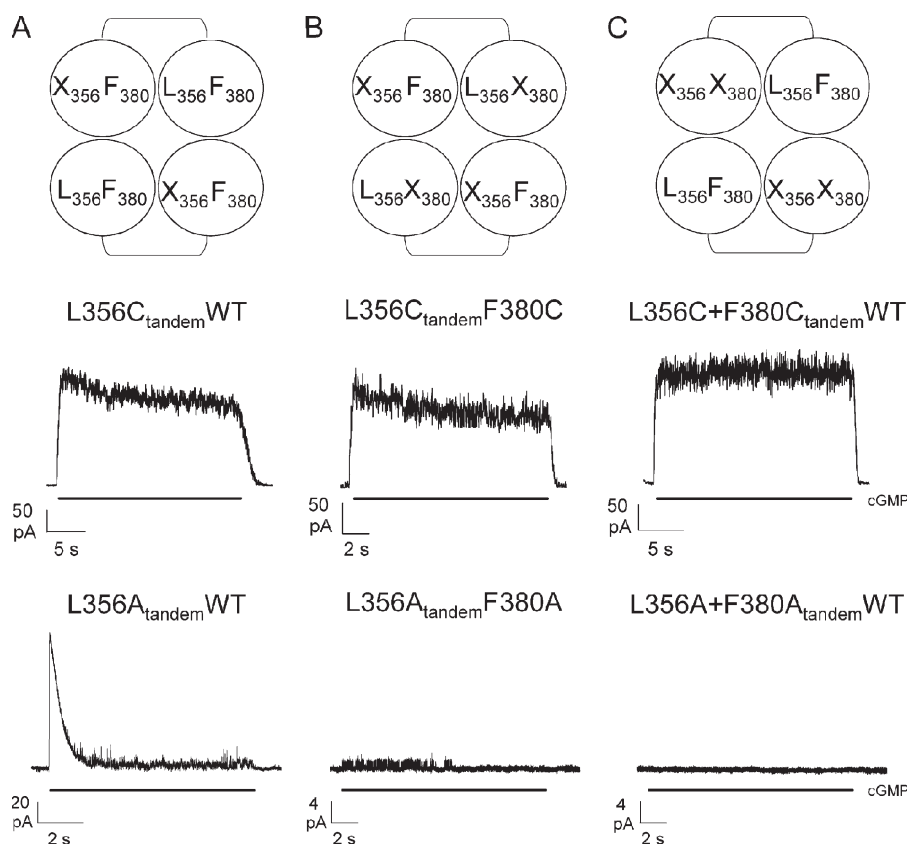 A B C
X356F380 L356F380 X356F380 L356X380 X356X380 L356F380
L356F380 X356F380 L356X380 X356F380 L356F380 X356X380
L356CtandemWT L356CtandemF380C L356C+F380CtandemWT
cGMP
50 pA 5 s 50 pA 2 s 50 pA 5 s
L356AtandemWT L356AtandemF380A L356A+F380AtandemWT
cGMP
20 pA 2 s 4 pA 2 s 4 pA 2 s